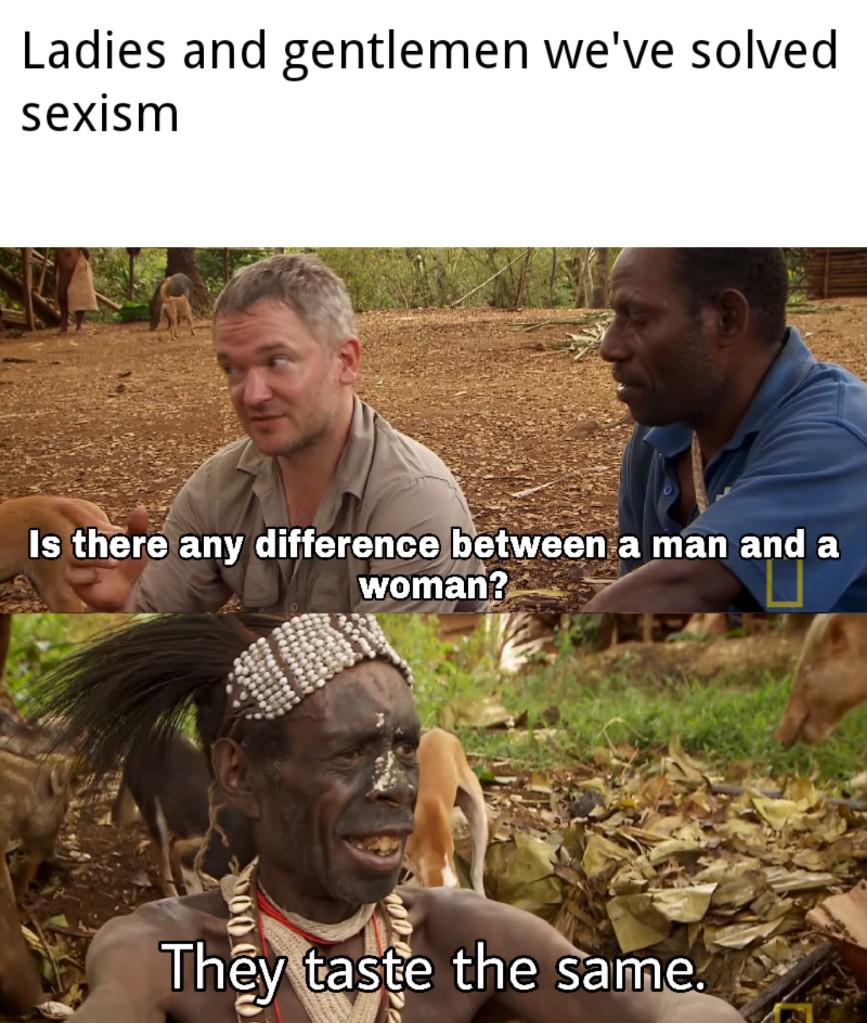 Ladies and gentlemen we've solved
sexism
Is there any difference between a man and a
woman?
They taste the same.